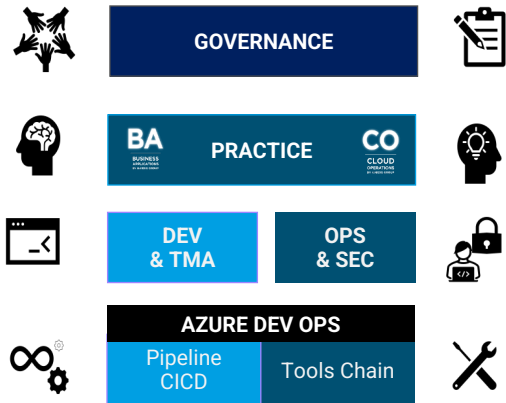 GOVERNANCE
BA
BUSINESS
APPLICATIONS
PRACTICE
CO
CLOUD
OPERATIONS
DEV
& TMA
OPS
& SEC
AZURE DEV OPS
Pipeline
CICD
Tools Chain